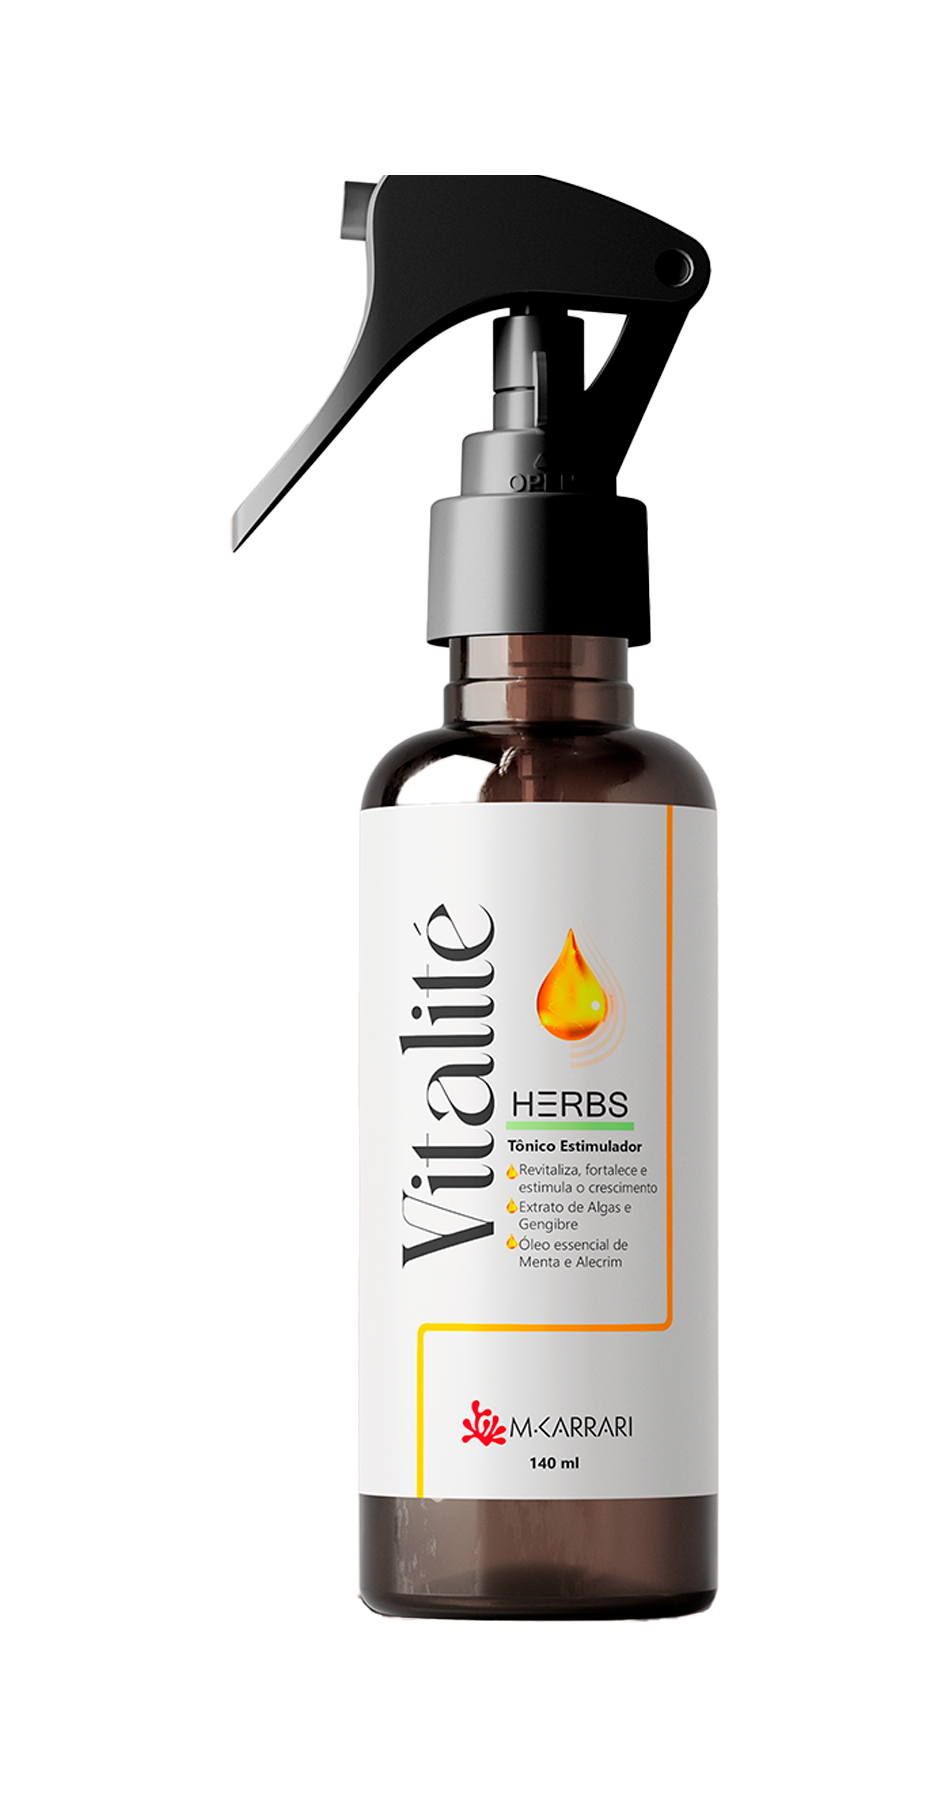 OPEN
Vitalité
HERBS
Tônico Estimulador
Revitaliza, fortalece e
estimula o crescimento
Extrato de Algas e
Gengibre
Óleo essencial de
Menta e Alecrim
M·CARRARI
140 ml